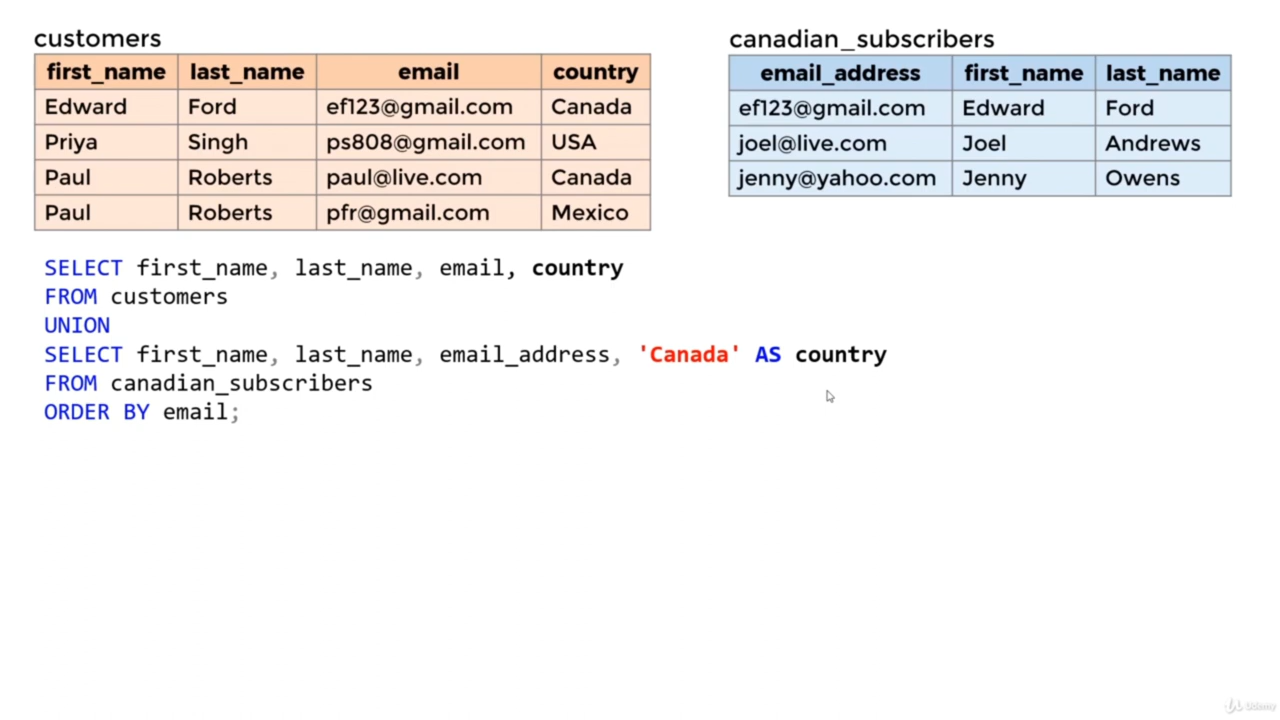 customers
first_name last_name email country
Edward Ford ef123@gmail.com Canada
Priya Singh ps808@gmail.com USA
Paul Roberts paul@live.com Canada
Paul Roberts pfr@gmail.com Mexico
canadian_subscribers
email_address first_name last_name
ef123@gmail.com Edward Ford
joel@live.com Joel Andrews
jenny@yahoo.com Jenny Owens
SELECT first_name, last_name, email, country
FROM customers
UNION
SELECT first_name, last_name, email_address, 'Canada' AS country
FROM canadian_subscribers
ORDER BY email;
Udemy